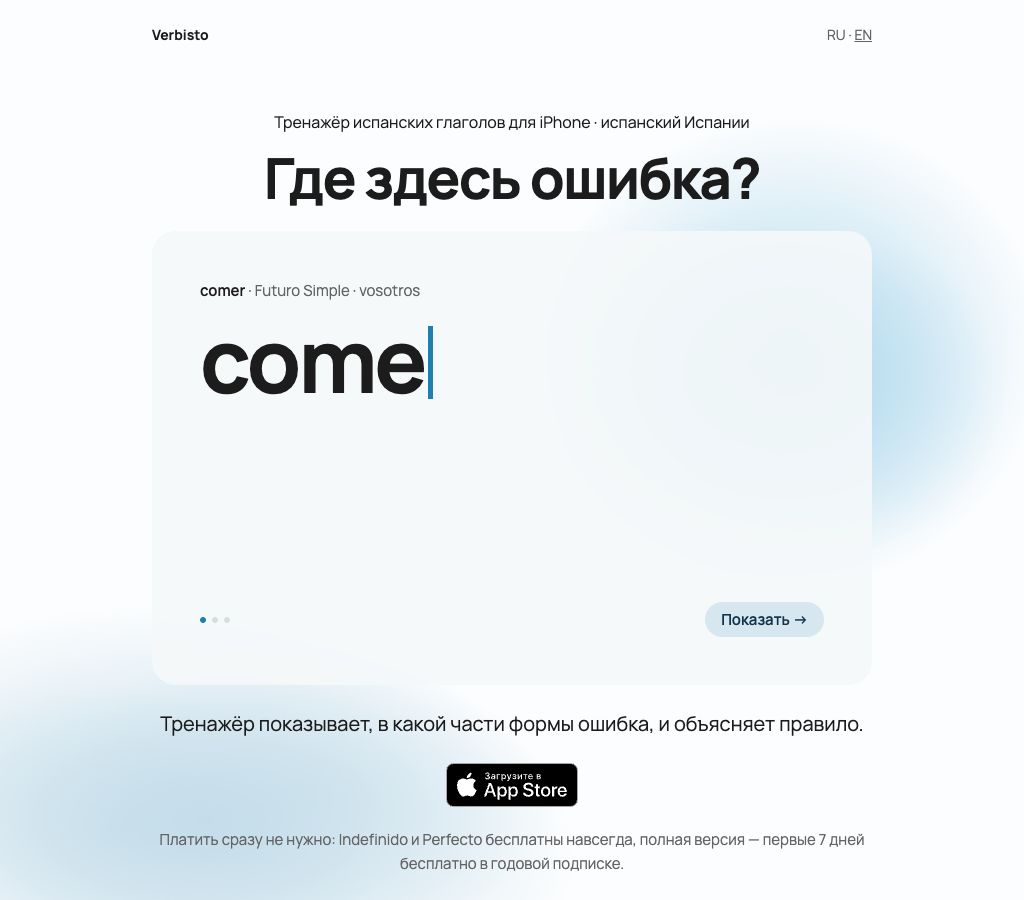 Verbisto
RU · EN
Тренажёр испанских глаголов для iPhone · испанский Испании
Где здесь ошибка?
comer · Futuro Simple · vosotros
come
Показать →
Тренажёр показывает, в какой части формы ошибка, и объясняет правило.
Загрузите в
App Store
Платить сразу не нужно: Indefinido и Perfecto бесплатны навсегда, полная версия — первые 7 дней
бесплатно в годовой подписке.